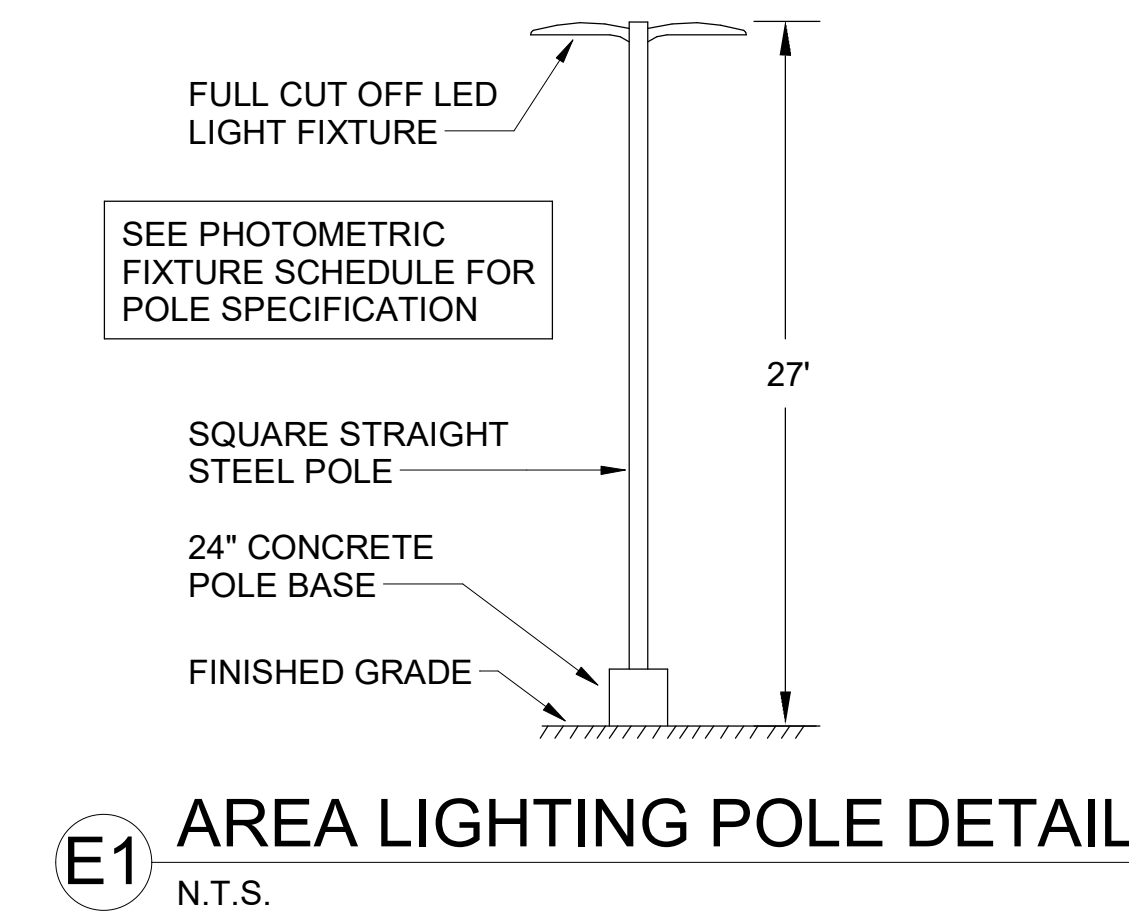 FULL CUT OFF LED
LIGHT FIXTURE
SEE PHOTOMETRIC
FIXTURE SCHEDULE FOR
POLE SPECIFICATION
27'
SQUARE STRAIGHT
STEEL POLE
24" CONCRETE
POLE BASE
FINISHED GRADE
E1
AREA LIGHTING POLE DETAIL
N.T.S.